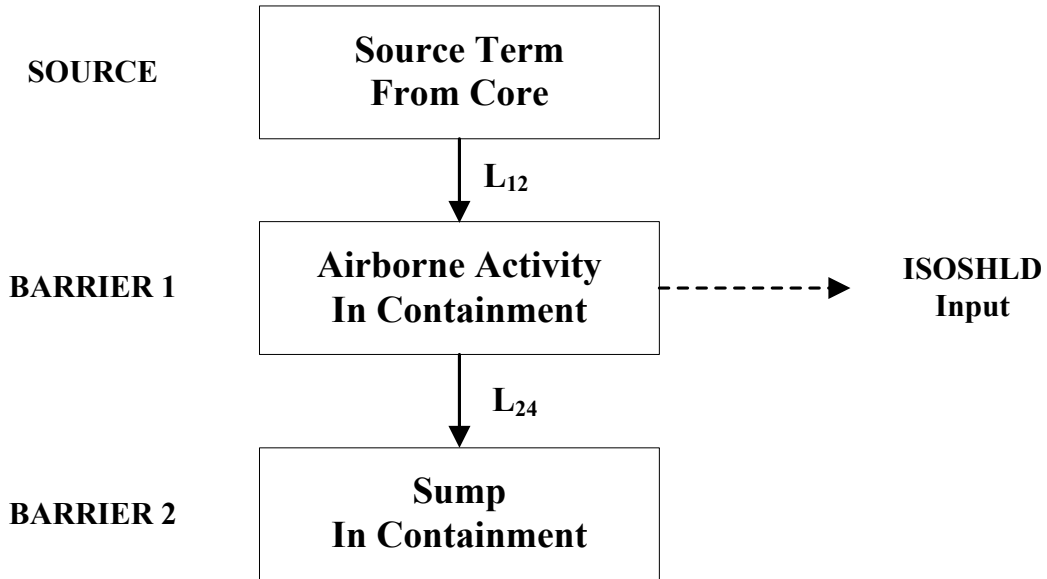 SOURCE
Source Term
From Core
L₁₂
BARRIER 1
Airborne Activity
In Containment
ISOSHLD
Input
L₂₄
BARRIER 2
Sump
In Containment